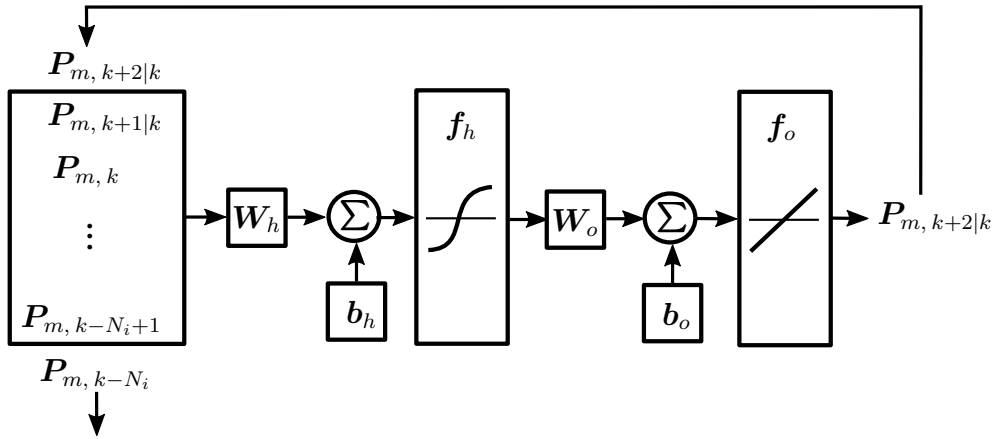 P_{m, k+2|k}
P_{m, k+1|k}
P_{m, k}
⋮
P_{m, k−N_i+1}
P_{m, k−N_i}
W_h
Σ
b_h
f_h
W_o
Σ
b_o
f_o
P_{m, k+2|k}